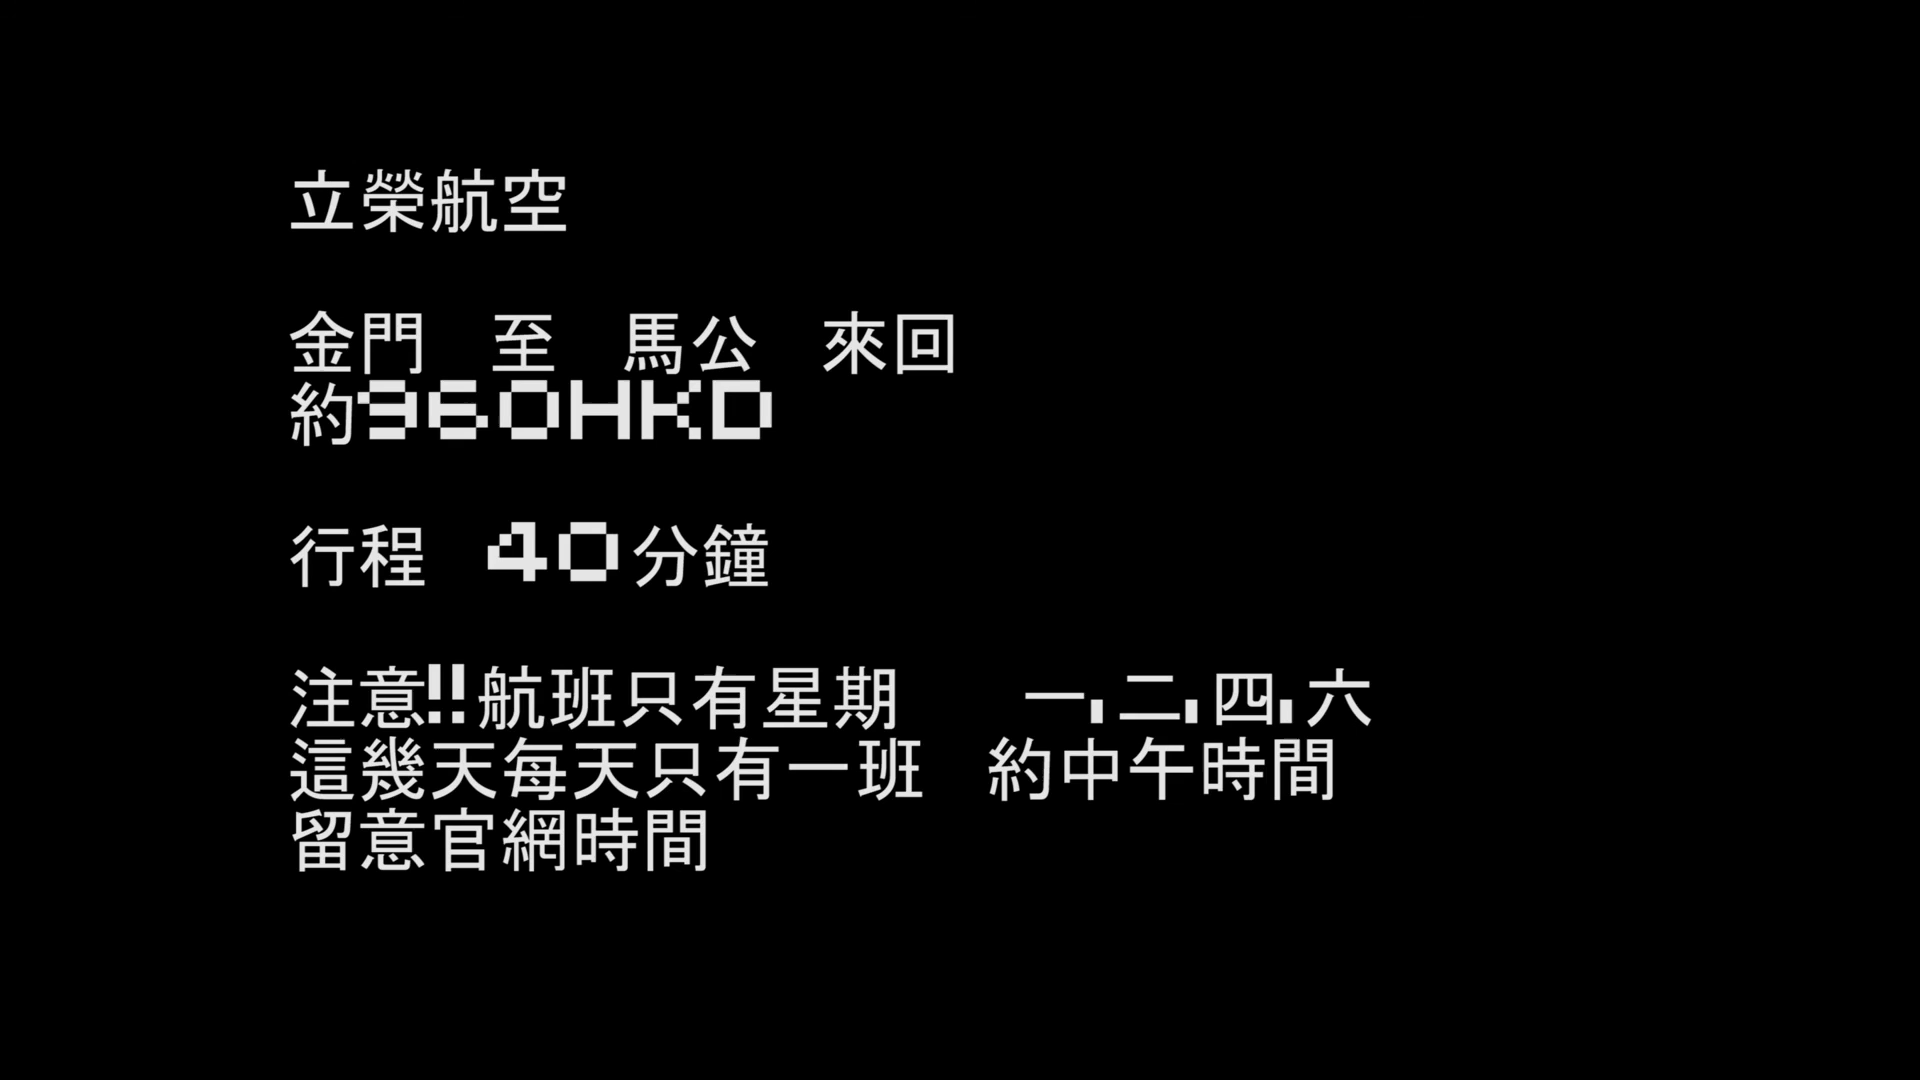 立榮航空
金門 至 馬公 來回
約960HKD
行程 40分鐘
注意!!航班只有星期 一,二,四,六
這幾天每天只有一班 約中午時間
留意官網時間